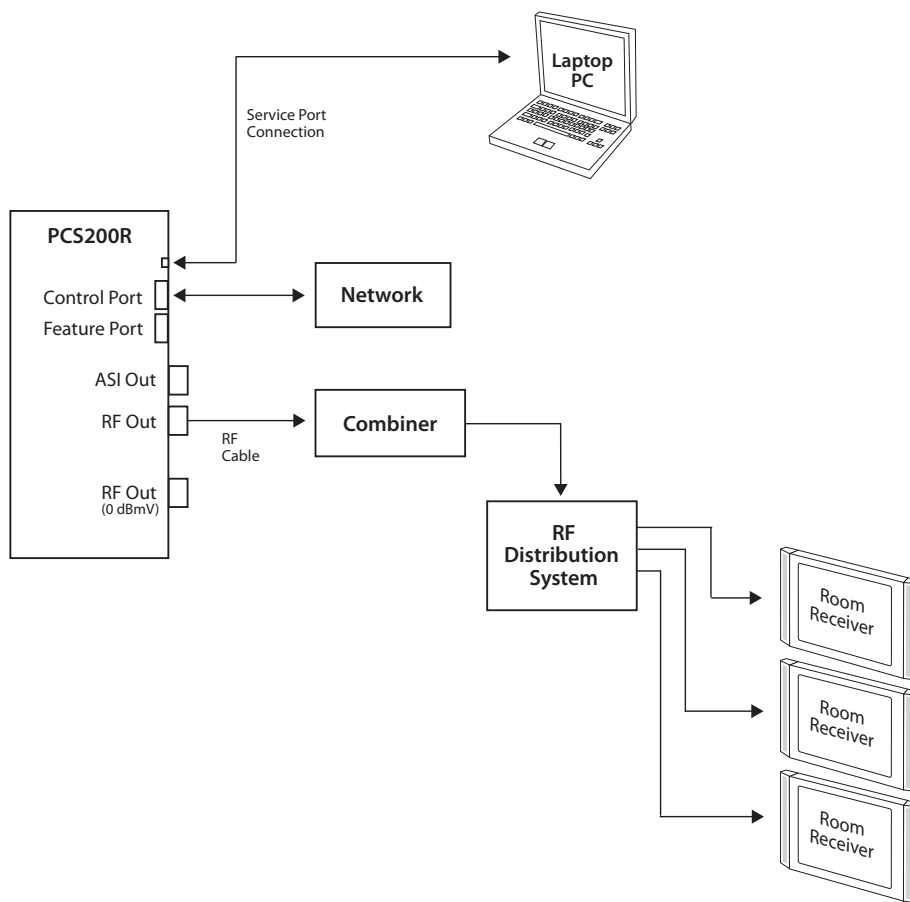 Laptop
PC
Service Port
Connection
PCS200R
Control Port
Network
Feature Port
ASI Out
RF Out
RF
Cable
Combiner
RF Out
(0 dBmV)
RF
Distribution
System
Room
Receiver
Room
Receiver
Room
Receiver